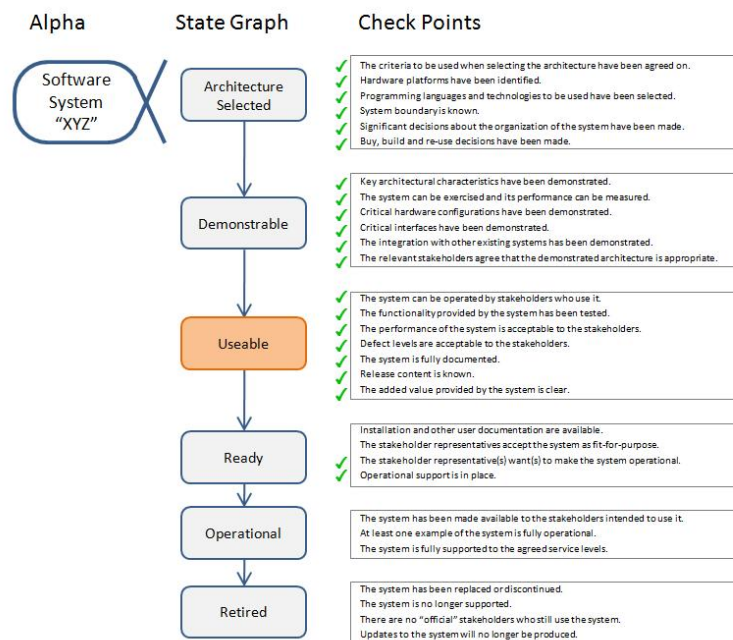 Alpha
State Graph
Check Points
Software
System
“XYZ”
Architecture
Selected
The criteria to be used when selecting the architecture have been agreed on.
Hardware platforms have been identified.
Programming languages and technologies to be used have been selected.
System boundary is known.
Significant decisions about the organization of the system have been made.
Buy, build and re-use decisions have been made.
Demonstrable
Key architectural characteristics have been demonstrated.
The system can be exercised and its performance can be measured.
Critical hardware configurations have been demonstrated.
Critical interfaces have been demonstrated.
The integration with other existing systems has been demonstrated.
The relevant stakeholders agree that the demonstrated architecture is appropriate.
Useable
The system can be operated by stakeholders who use it.
The functionality provided by the system has been tested.
The performance of the system is acceptable to the stakeholders.
Defect levels are acceptable to the stakeholders.
The system is fully documented.
Release content is known.
The added value provided by the system is clear.
Ready
Installation and other user documentation are available.
The stakeholder representatives accept the system as fit-for-purpose.
The stakeholder representative(s) want(s) to make the system operational.
Operational support is in place.
Operational
The system has been made available to the stakeholders intended to use it.
At least one example of the system is fully operational.
The system is fully supported to the agreed service levels.
Retired
The system has been replaced or discontinued.
The system is no longer supported.
There are no “official” stakeholders who still use the system.
Updates to the system will no longer be produced.